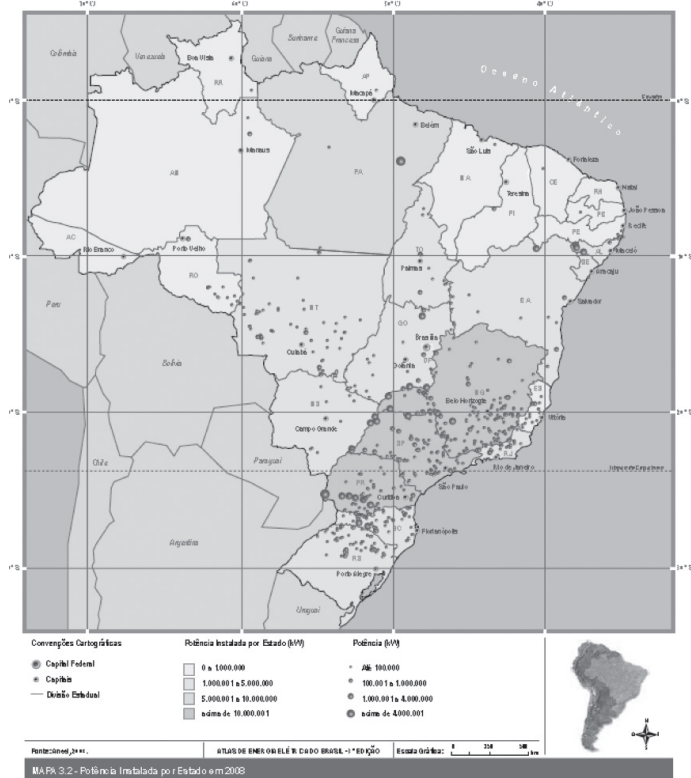 Colômbia
Venezuela
Guiana
Suriname
Guiana
Francesa
Boa Vista
RR
AP
Macapá
Equador
Oceano Atlântico
Belém
São Luís
Fortaleza
Manaus
AM
PA
MA
Teresina
CE
RN
Natal
PB
João Pessoa
PI
PE
Recife
AL
Maceió
SE
Aracaju
AC
Rio Branco
Porto Velho
RO
TO
Palmas
BA
Salvador
Peru
MT
Cuiabá
GO
Brasília
DF
Goiânia
Bolívia
MG
Belo Horizonte
ES
Vitória
MS
Campo Grande
SP
RJ
Rio de Janeiro
São Paulo
Chile
Paraguai
PR
Curitiba
SC
Florianópolis
Argentina
RS
Porto Alegre
Uruguai
Convenções Cartográficas
Capital Federal
Capitais
Divisão Estadual
Potência Instalada por Estado (kW)
0 a 1.000.000
1.000.001 a 5.000.000
5.000.001 a 10.000.000
acima de 10.000.001
Potência (kW)
Até 100.000
100.001 a 1.000.000
1.000.001 a 4.000.000
acima de 4.000.001
N
S
ATLAS DE ENERGIA ELÉTRICA DO BRASIL - 3ª EDIÇÃO
Escala Gráfica:
0
km
MAPA 3.2 - Potência Instalada por Estado em 2008